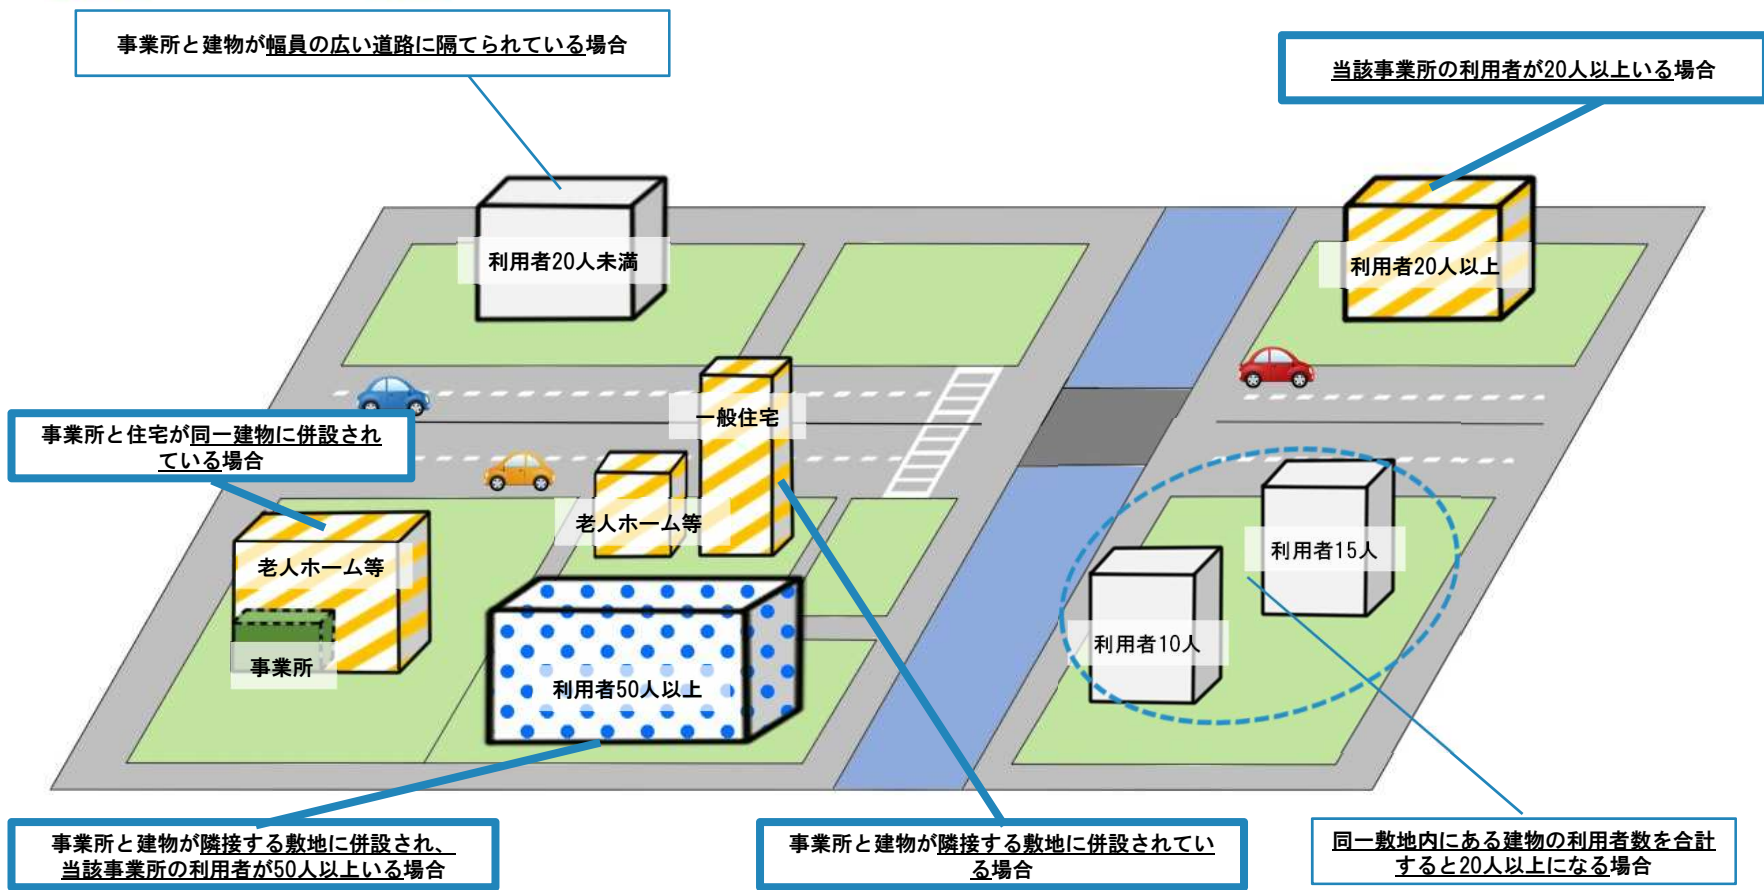 事業所と建物が幅員の広い道路に隔てられている場合
当該事業所の利用者が20人以上いる場合
利用者20人未満
利用者20人以上
一般住宅
事業所と住宅が同一建物に併設され
ている場合
老人ホーム等
老人ホーム等
利用者15人
利用者10人
事業所
利用者50人以上
事業所と建物が隣接する敷地に併設され、
当該事業所の利用者が50人以上いる場合
事業所と建物が隣接する敷地に併設されてい
る場合
同一敷地内にある建物の利用者数を合計
すると20人以上になる場合